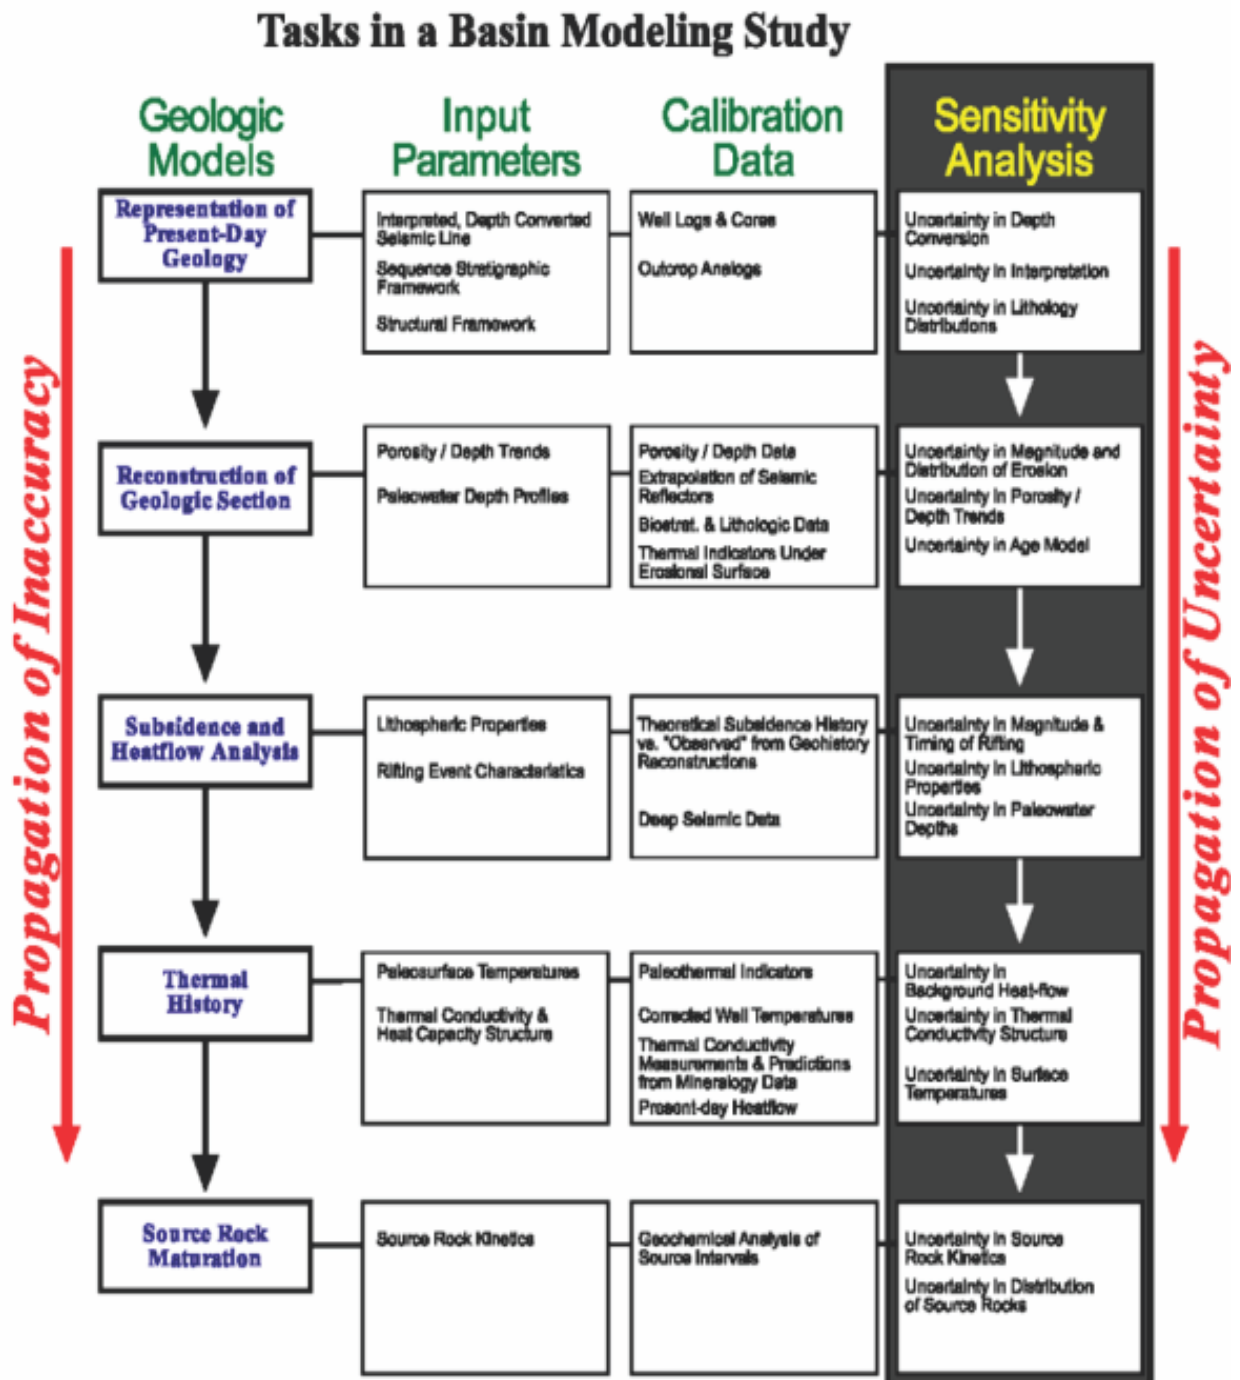 Tasks in a Basin Modeling Study
Geologic
Models
Input
Parameters
Calibration
Data
Sensitivity
Analysis
Propagation of Inaccuracy
Propagation of Uncertainty
Representation of
Present-Day
Geology
Interpreted, Depth Converted
Seismic Line
Sequence Stratigraphic
Framework
Structural Framework
Well Logs & Cores
Outcrop Analogs
Uncertainty in Depth
Conversion
Uncertainty in Interpretation
Uncertainty in Lithology
Distributions
Reconstruction of
Geologic Section
Porosity / Depth Trends
Paleowater Depth Profiles
Porosity / Depth Data
Extrapolation of Seismic
Reflectors
Biostrat. & Lithologic Data
Thermal Indicators Under
Erosional Surface
Uncertainty in Magnitude and
Distribution of Erosion
Uncertainty in Porosity /
Depth Trends
Uncertainty in Age Model
Subsidence and
Heatflow Analysis
Lithospheric Properties
Rifting Event Characteristics
Theoretical Subsidence History
vs. "Observed" from Geohistory
Reconstructions
Deep Seismic Data
Uncertainty in Magnitude &
Timing of Rifting
Uncertainty in Lithospheric
Properties
Uncertainty in Paleowater
Depths
Thermal
History
Paleosurface Temperatures
Thermal Conductivity &
Heat Capacity Structure
Paleothermal Indicators
Corrected Well Temperatures
Thermal Conductivity
Measurements & Predictions
from Mineralogy Data
Present-day Heatflow
Uncertainty in
Background Heat-flow
Uncertainty in Thermal
Conductivity Structure
Uncertainty in Surface
Temperatures
Source Rock
Maturation
Source Rock Kinetics
Geochemical Analysis of
Source Intervals
Uncertainty in Source
Rock Kinetics
Uncertainty in Distribution
of Source Rocks